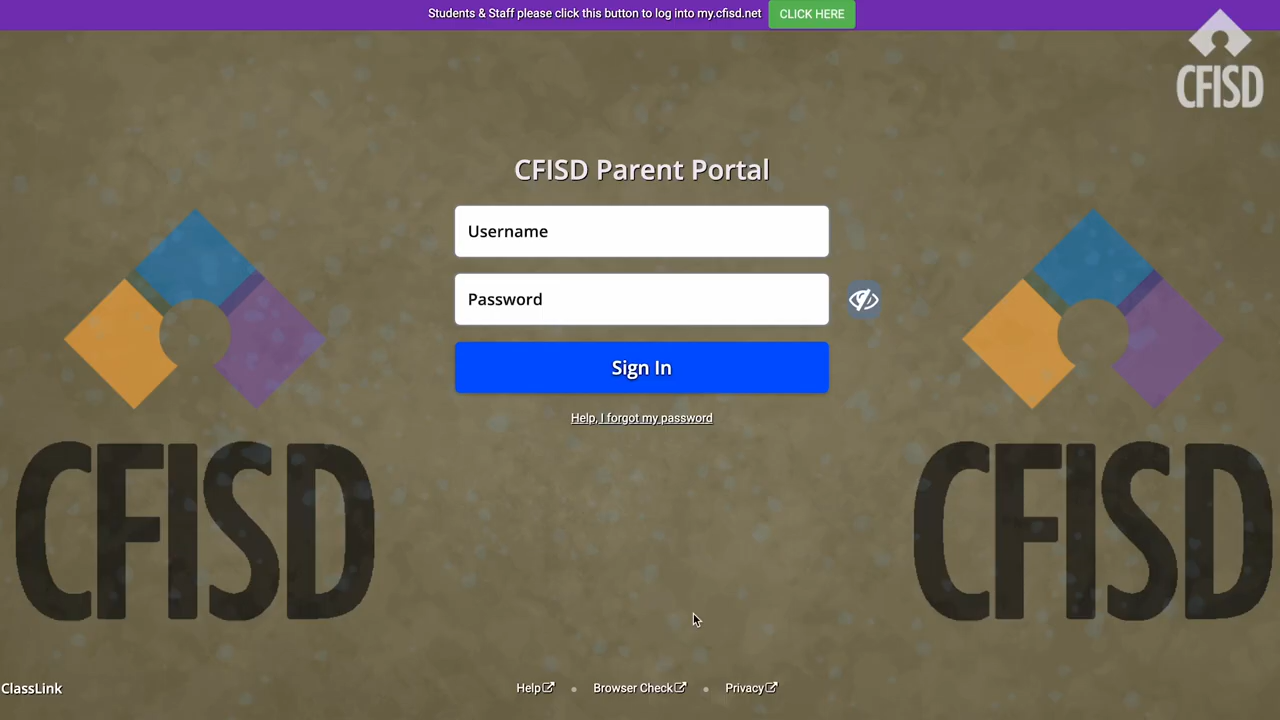 Students & Staff please click this button to log into my.cfisd.net CLICK HERE
CFISD
CFISD Parent Portal
Username
Password
Sign In
Help, I forgot my password
CFISD
CFISD
ClassLink
Help
Browser Check
Privacy